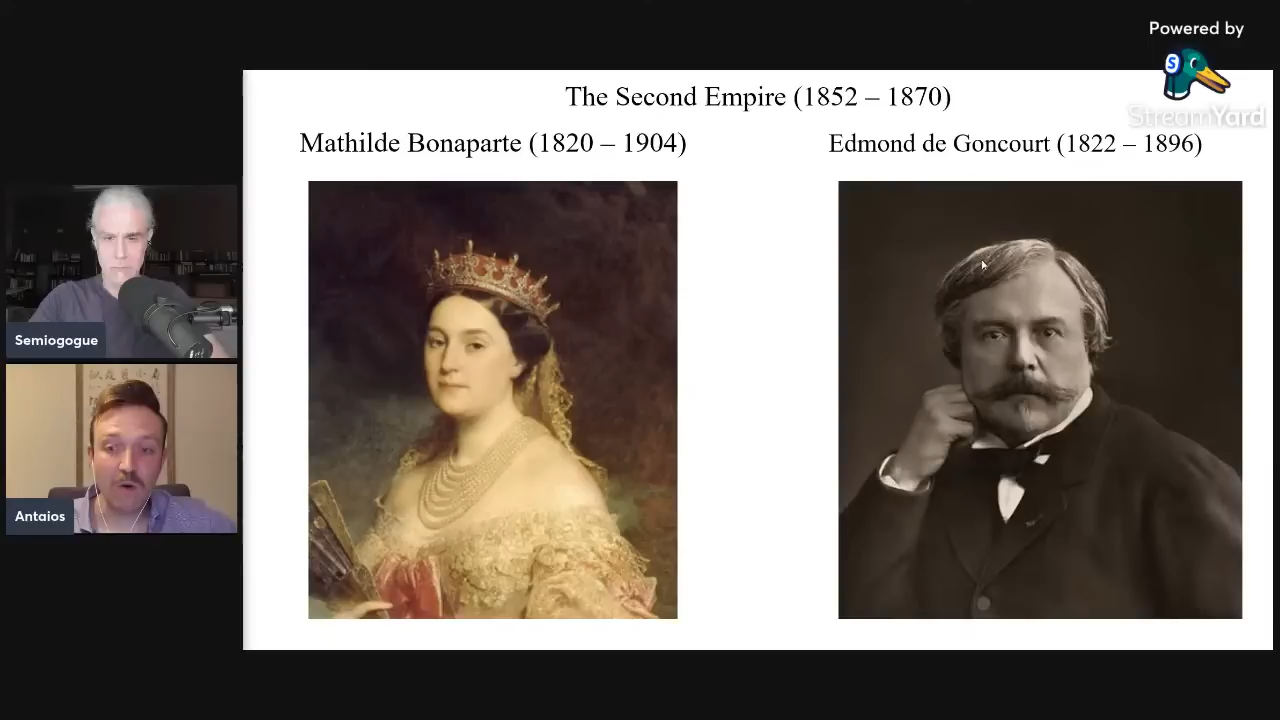 Powered by
StreamYard
The Second Empire (1852 – 1870)
Mathilde Bonaparte (1820 – 1904)
Edmond de Goncourt (1822 – 1896)
Semiogogue
Antaios